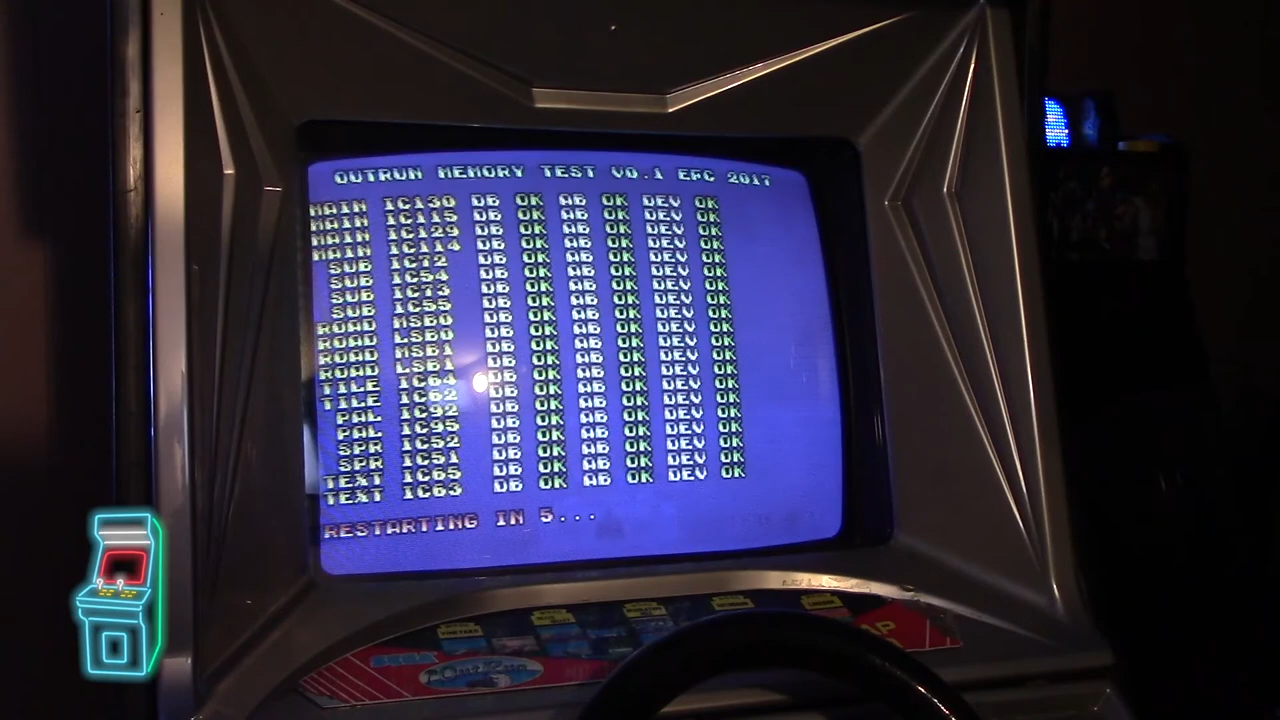 OUTRUN MEMORY TEST V0.1 EFC 2017
MAIN IC130 DB OK AB OK DEV OK
MAIN IC115 DB OK AB OK DEV OK
MAIN IC129 DB OK AB OK DEV OK
MAIN IC114 DB OK AB OK DEV OK
SUB IC72 DB OK AB OK DEV OK
SUB IC54 DB OK AB OK DEV OK
SUB IC73 DB OK AB OK DEV OK
SUB IC55 DB OK AB OK DEV OK
ROAD MSB0 DB OK AB OK DEV OK
ROAD LSB0 DB OK AB OK DEV OK
ROAD MSB1 DB OK AB OK DEV OK
ROAD LSB1 DB OK AB OK DEV OK
TILE IC64 DB OK AB OK DEV OK
TILE IC62 DB OK AB OK DEV OK
PAL IC92 DB OK AB OK DEV OK
PAL IC95 DB OK AB OK DEV OK
SPR IC52 DB OK AB OK DEV OK
SPR IC51 DB OK AB OK DEV OK
TEXT IC65 DB OK AB OK DEV OK
TEXT IC63 DB OK AB OK DEV OK
RESTARTING IN 5...
SEGA
OutRun